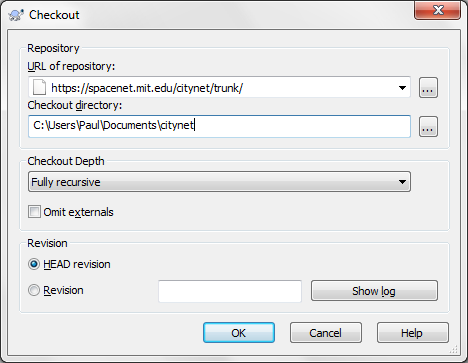 Checkout
Repository
URL of repository:
https://spacenet.mit.edu/citynet/trunk/
...
Checkout directory:
C:\Users\Paul\Documents\citynet
...
Checkout Depth
Fully recursive
Omit externals
Revision
HEAD revision
Revision
Show log
OK Cancel Help